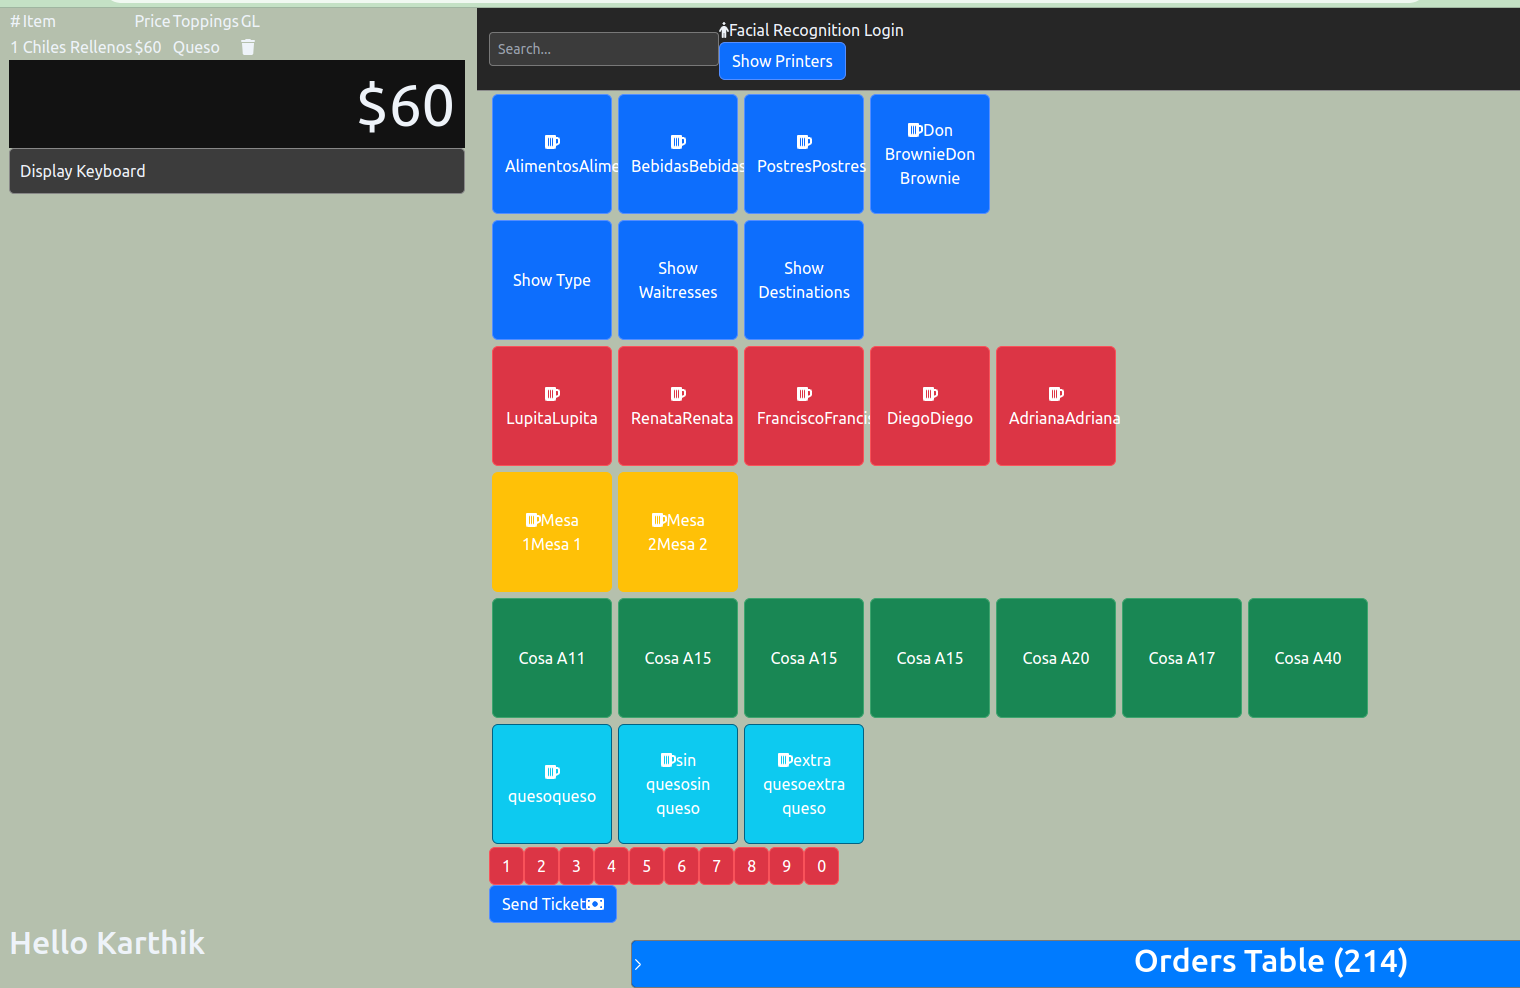 # Item Price Toppings GL
1 Chiles Rellenos $60 Queso
$60
Display Keyboard
Hello Karthik
Search...
Facial Recognition Login
Show Printers
AlimentosAlime
BebidasBebidas
PostresPostres
Don
BrownieDon
Brownie
Show Type
Show
Waitresses
Show
Destinations
LupitaLupita
RenataRenata
FranciscoFrancis
DiegoDiego
AdrianaAdriana
Mesa
1Mesa 1
Mesa
2Mesa 2
Cosa A11
Cosa A15
Cosa A15
Cosa A15
Cosa A20
Cosa A17
Cosa A40
quesoqueso
sin
quesosin
queso
extra
quesoextra
queso
1 2 3 4 5 6 7 8 9 0
Send Ticket
Orders Table (214)